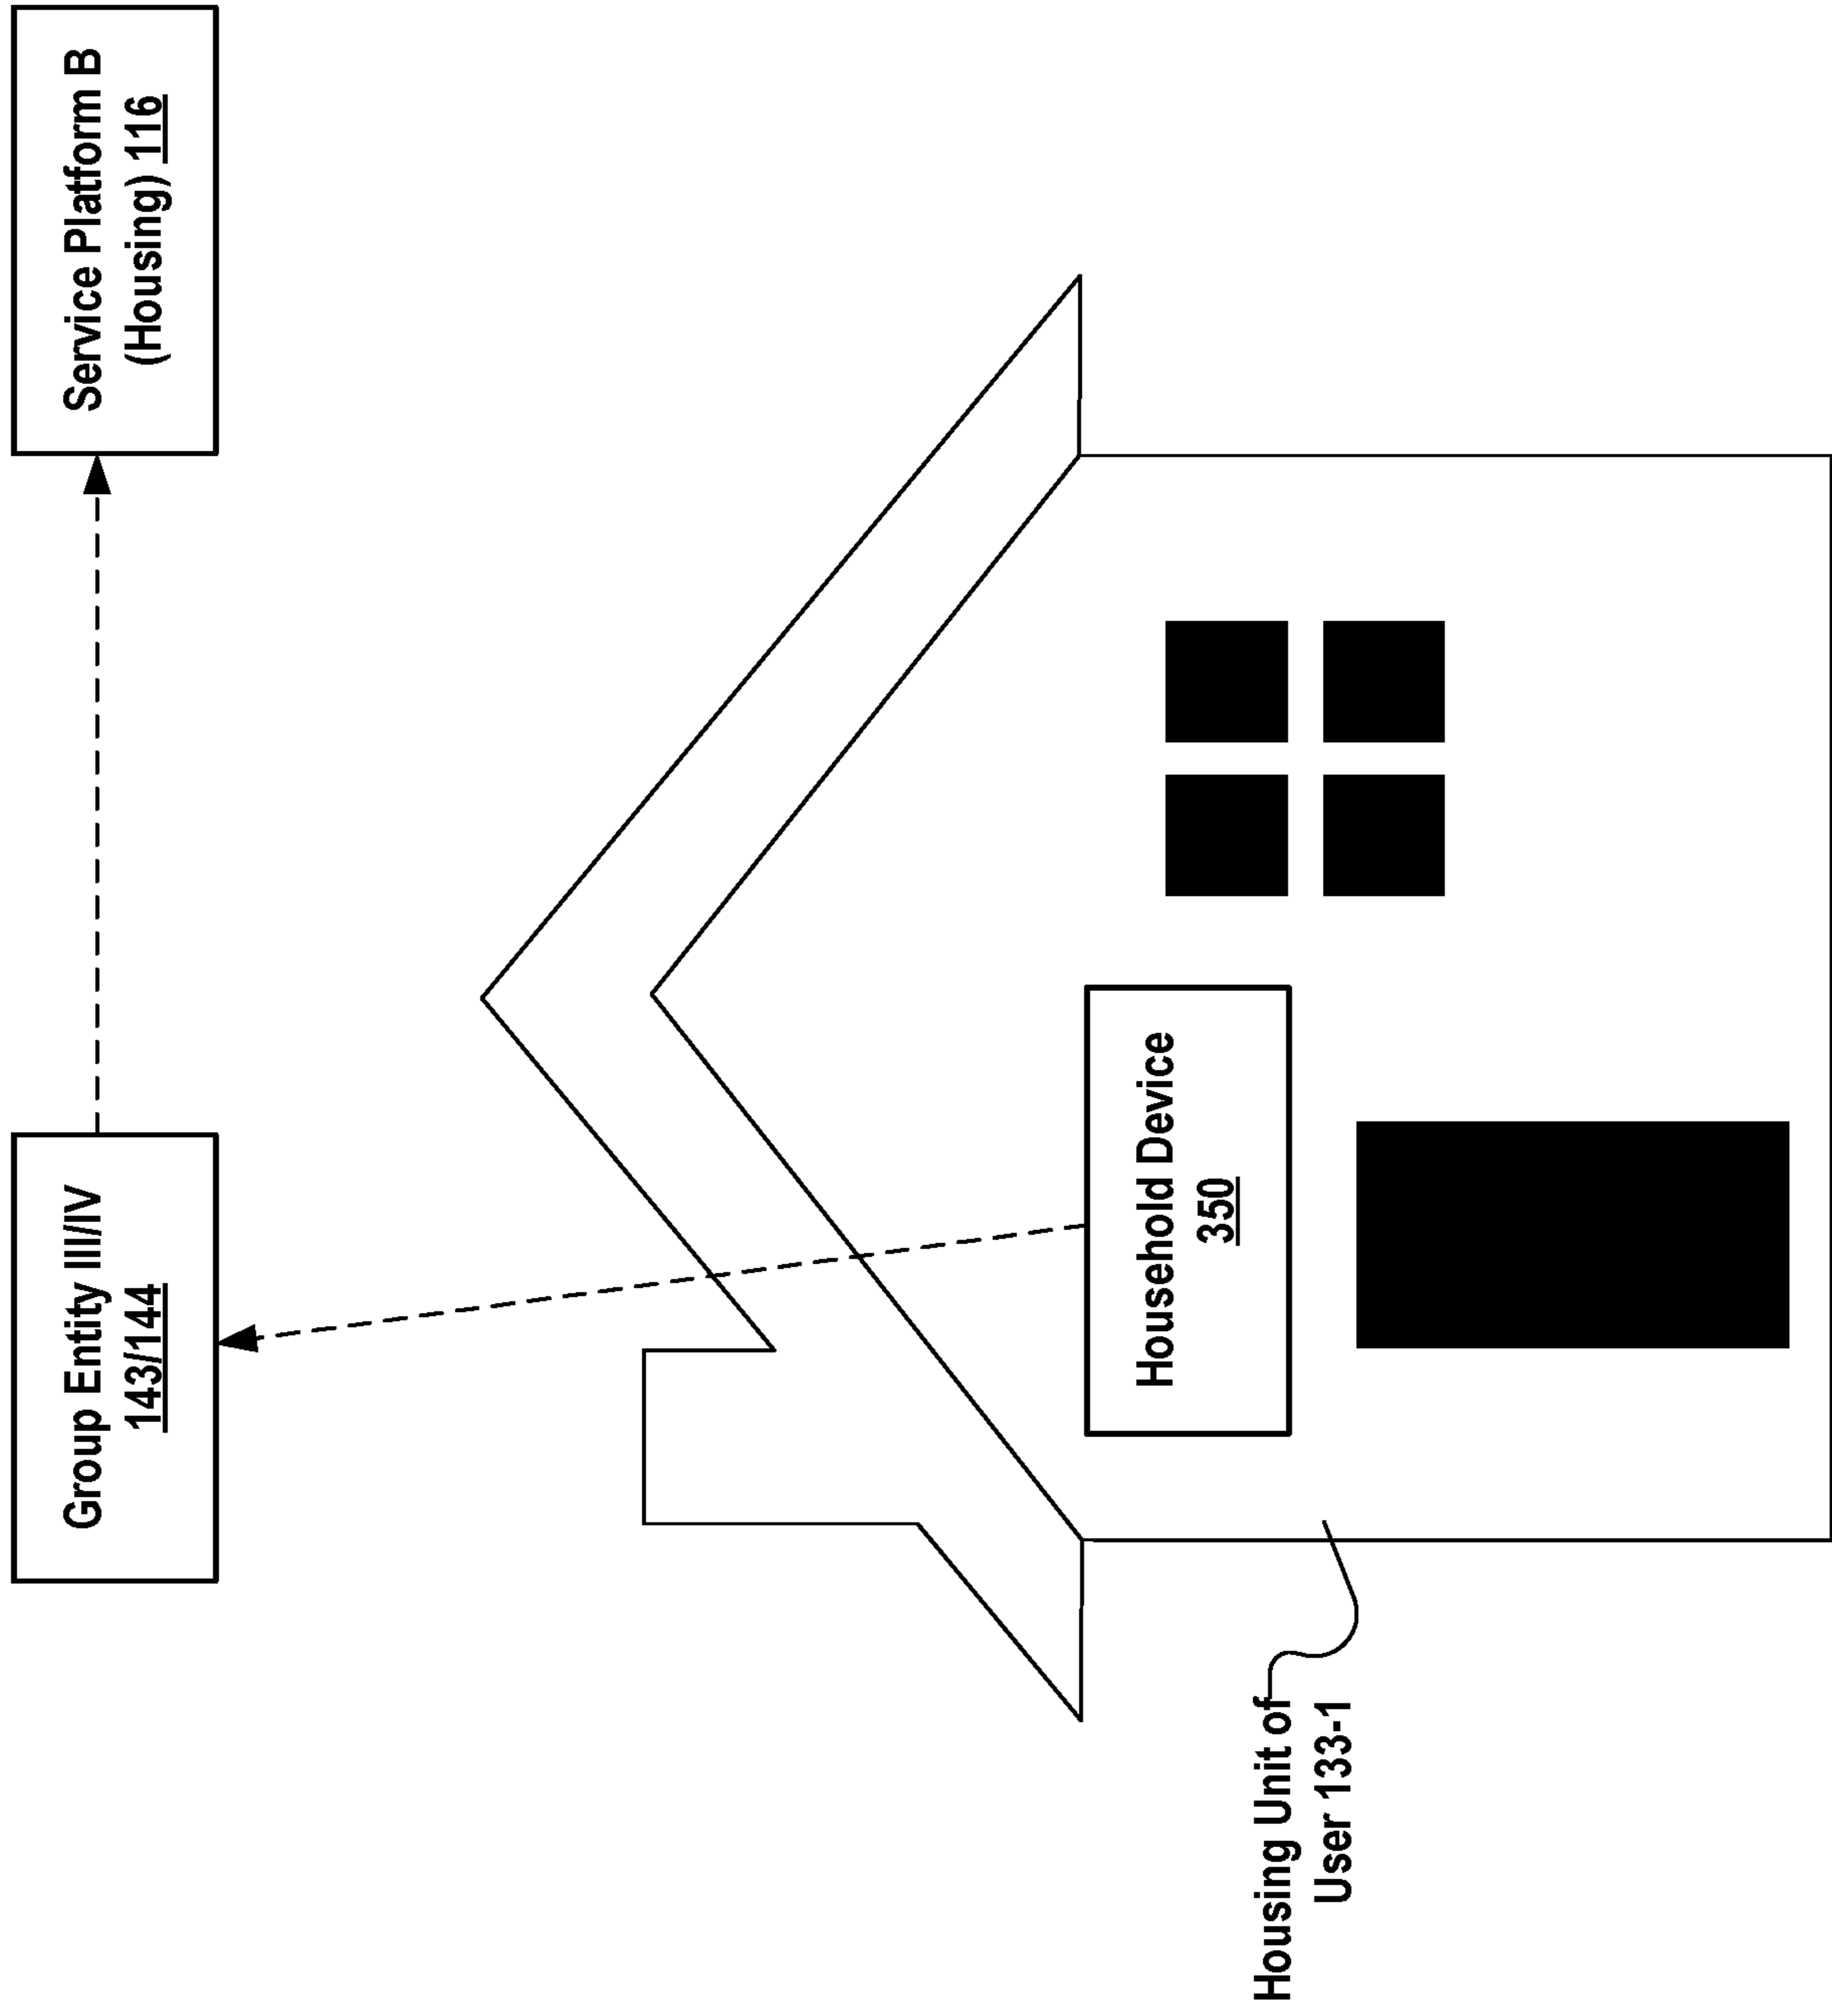 Group Entity III/IV
143/144
Service Platform B
(Housing) 116
Household Device
350
Housing Unit of
User 133-1